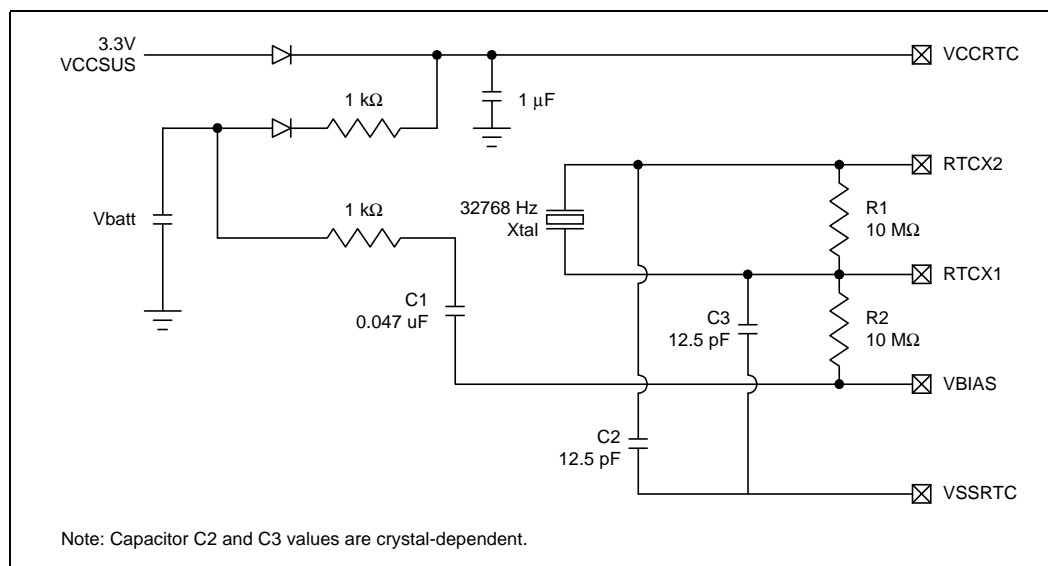 3.3V
VCCSUS
VCCRTC
1 kΩ
1 μF
Vbatt
1 kΩ
C1
0.047 uF
32768 Hz
Xtal
RTCX2
R1
10 MΩ
RTCX1
C3
12.5 pF
R2
10 MΩ
VBIAS
C2
12.5 pF
VSSRTC
Note: Capacitor C2 and C3 values are crystal-dependent.